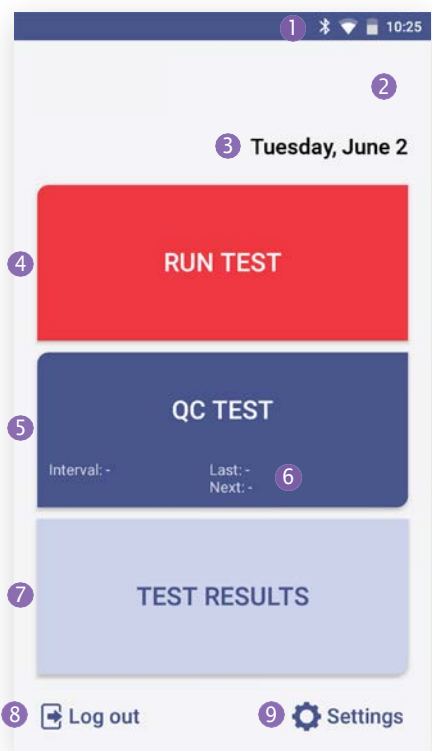 1 10:25
2
3 Tuesday, June 2
4 RUN TEST
5 QC TEST
Interval: - Last: - 6
Next: -
7 TEST RESULTS
8 Log out 9 Settings